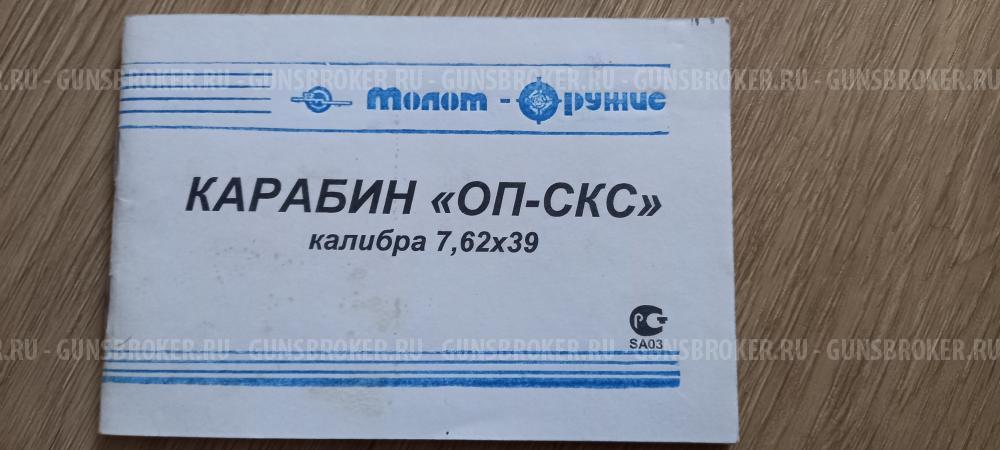 GUNSBROKER.RU - GUNSBROKER.RU - GUNSBROKER.RU - GUNSBROKER.RU - GUNSBROKER.RU
Молот - Оружие
КАРАБИН «ОП-СКС»
калибра 7,62х39
РСТ
SA03
GUNSBROKER.RU - GUNSBROKER.RU - GUNSBROKER.RU - GUNSBROKER.RU - GUNSBROKER.RU